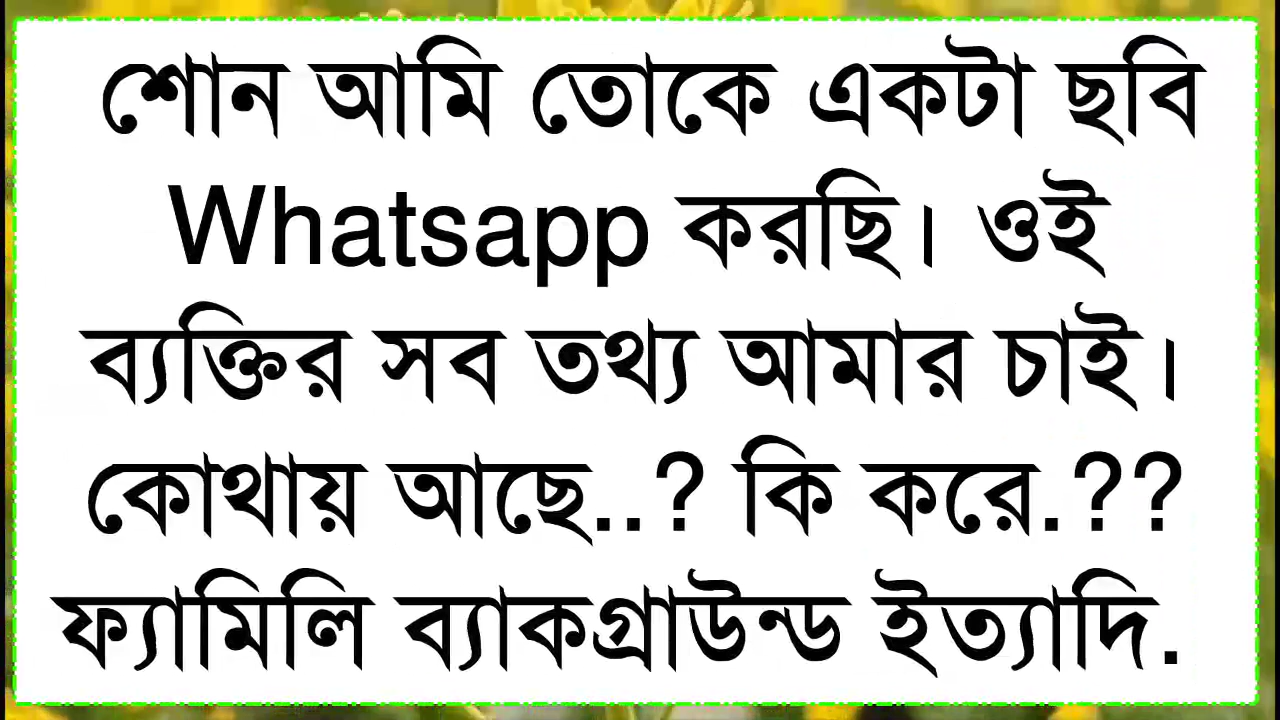 শোন আমি তোকে একটা ছবি
Whatsapp করছি। ওই
ব্যক্তির সব তথ্য আমার চাই।
কোথায় আছে..? কি করে.??
ফ্যামিলি ব্যাকগ্রাউন্ড ইত্যাদি.